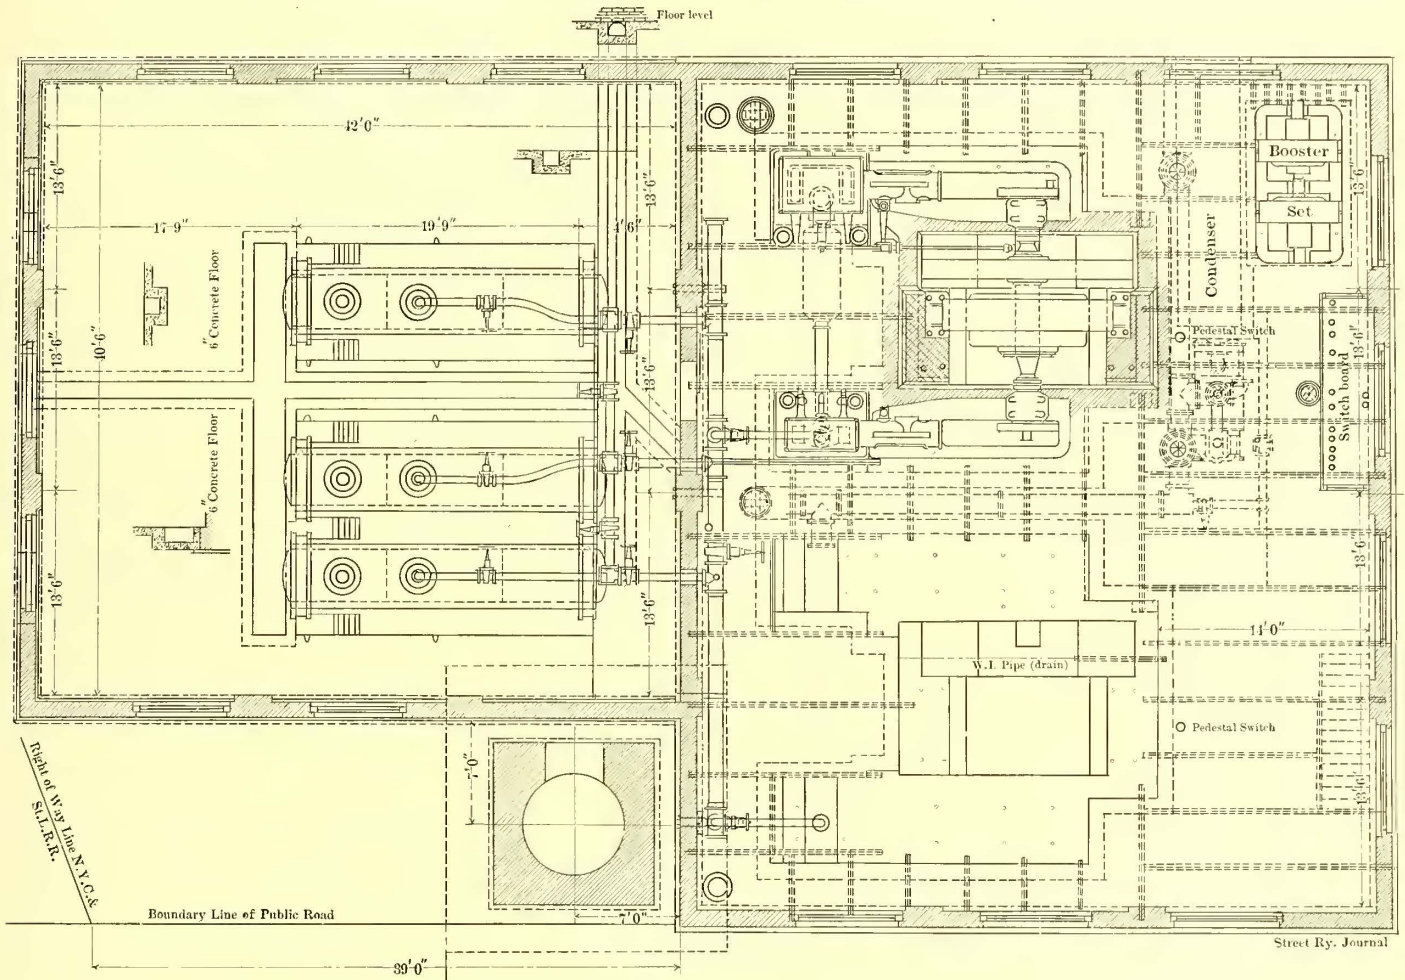 Floor level
42'0"
13'6"
13'6"
17'9"
19'9"
4'6"
Booster
Set
13'6"
Condenser
6" Concrete Floor
Pedestal Switch
13'6"
40'6"
13'6"
13'6"
Switch board
6" Concrete Floor
13'6"
13'6"
13'6"
14'0"
W.I. Pipe (drain)
Pedestal Switch
7'0"
13'6"
Right of Way Line N.Y.C.&
St.L.R.R.
Boundary Line of Public Road
7'0"
Street Ry. Journal
39'0"